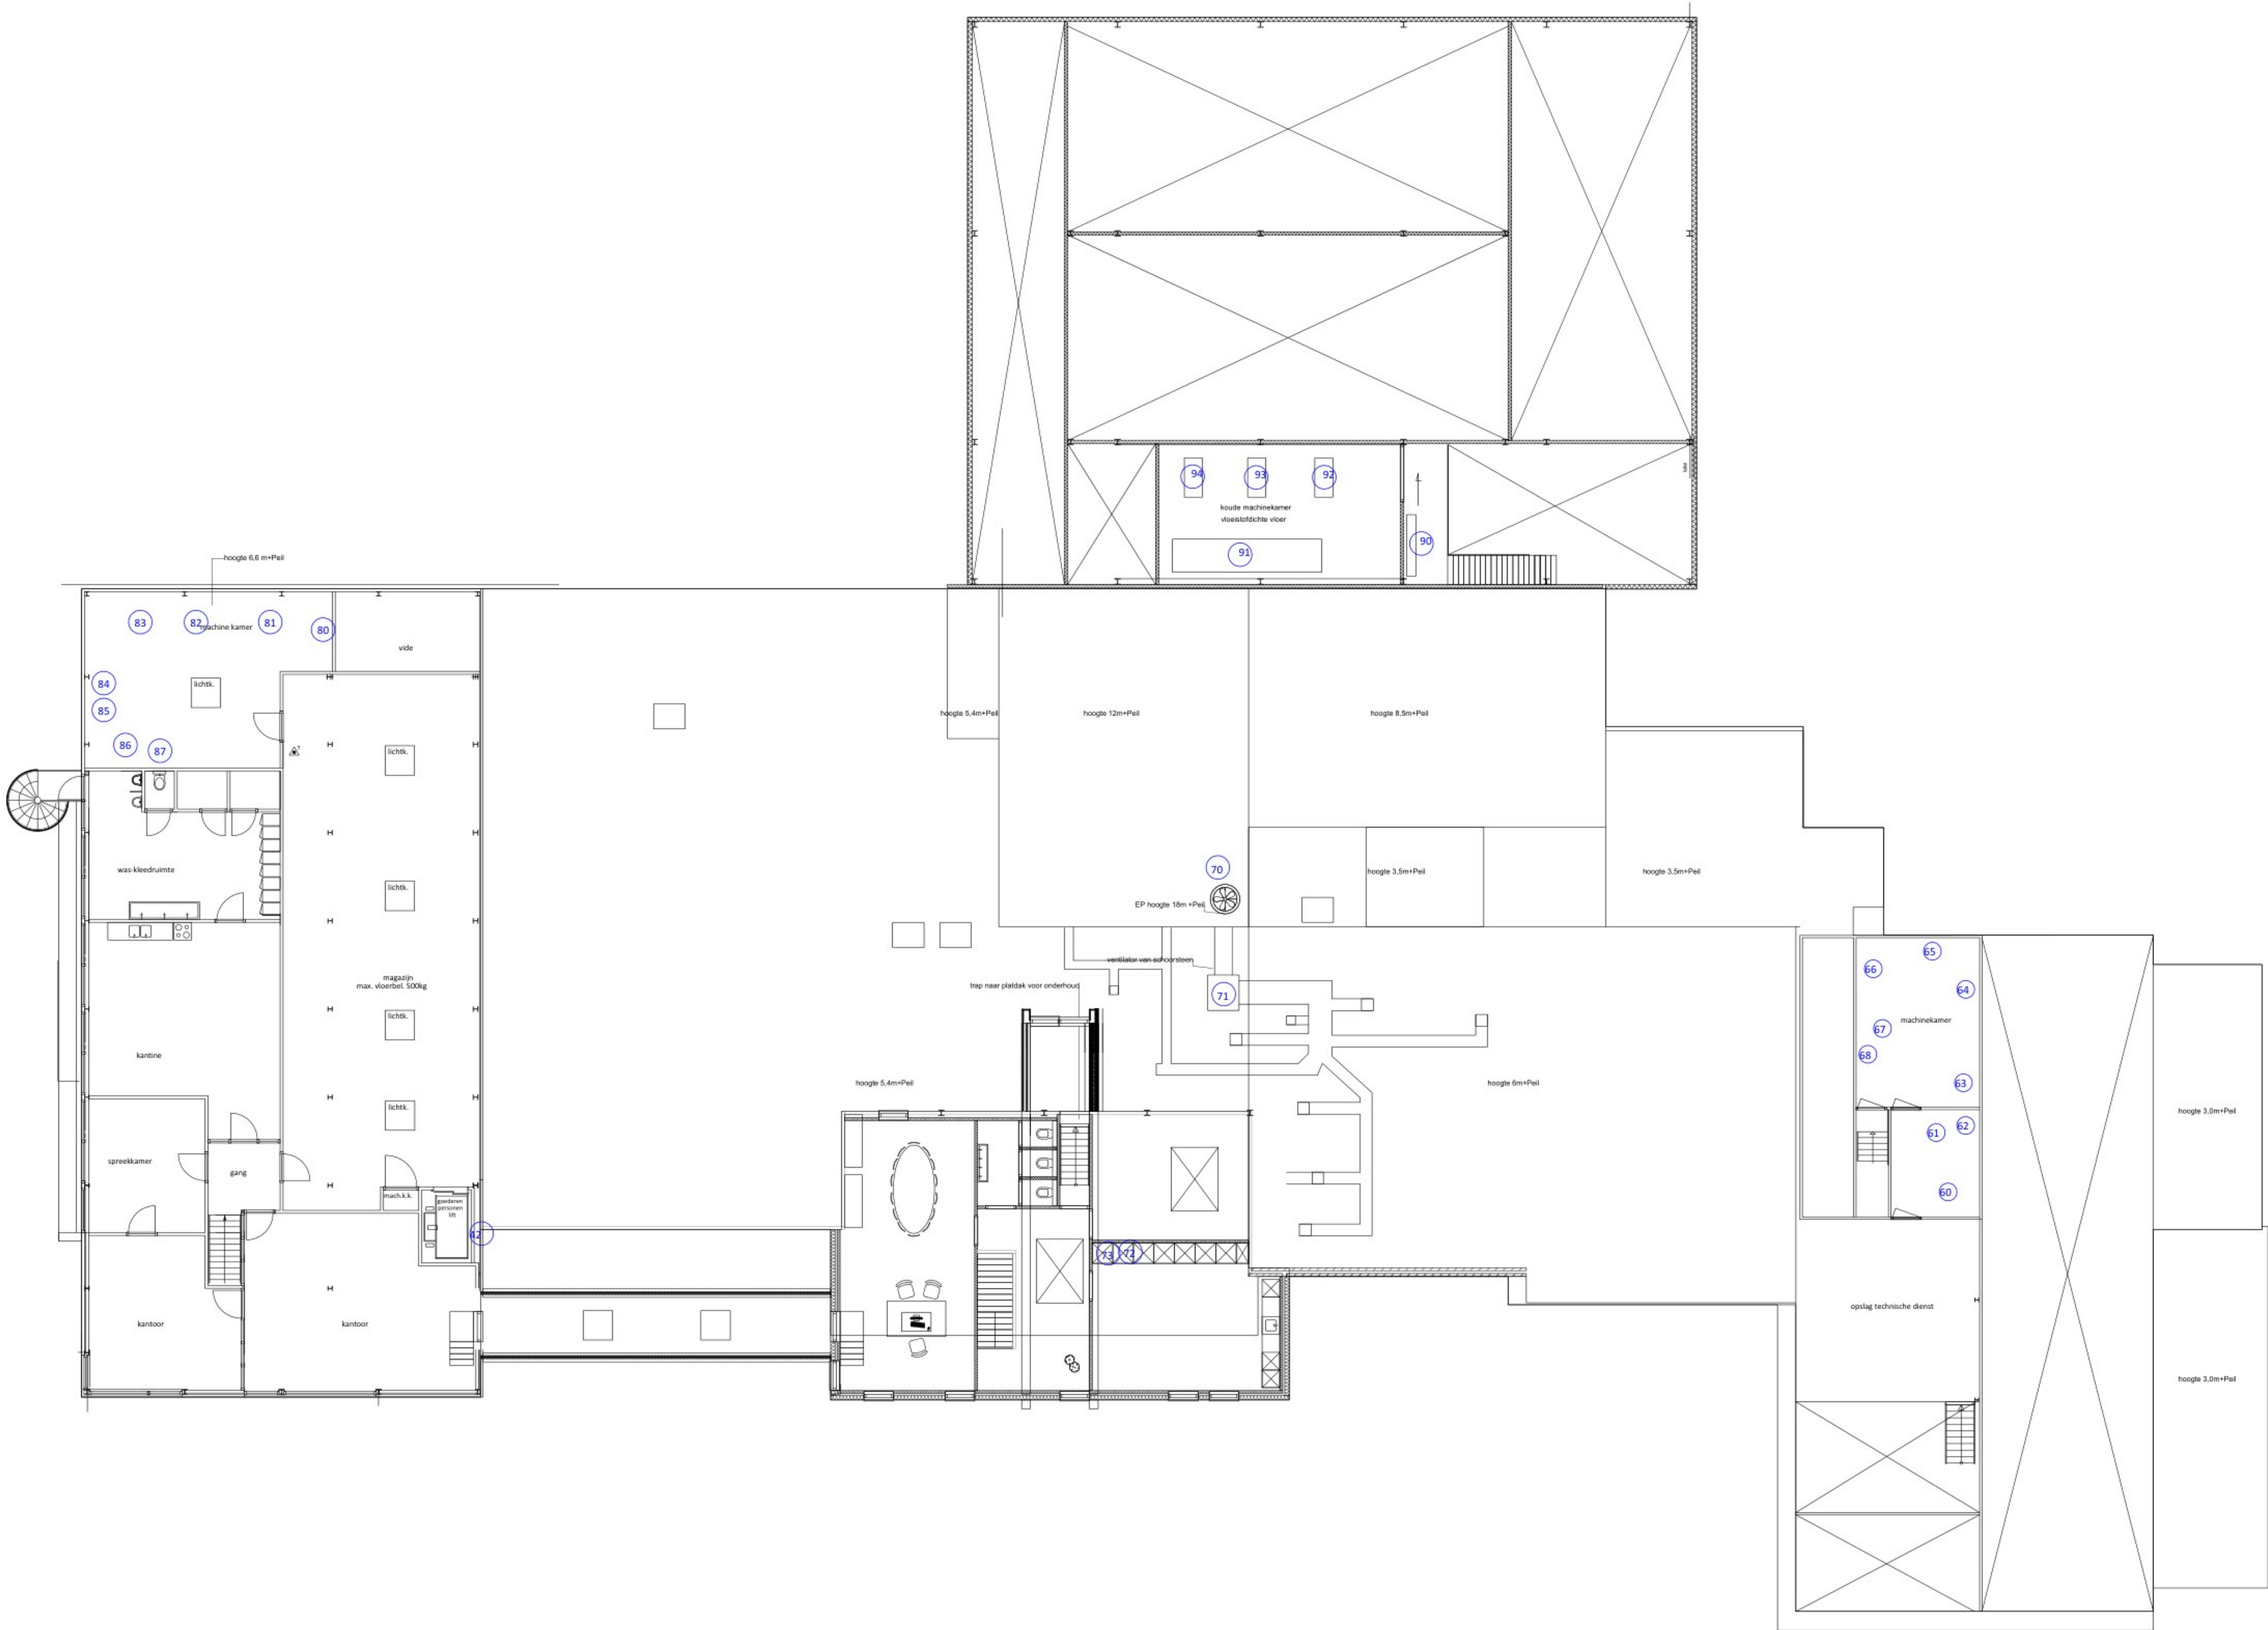 94
93
92
koude machinekamer
vloeistofdichte vloer
91
90
hoogte 6,6 m+Peil
83
82
machine kamer
81
80
vide
84
lichtk.
85
86
87
lichtk.
hoogte 5,4m+Peil
hoogte 12m+Peil
hoogte 8,5m+Peil
was-kleedruimte
lichtk.
70
EP hoogte 18m +Peil
hoogte 3,5m+Peil
hoogte 3,5m+Peil
magazijn
max. vloerbel. 500kg
lichtk.
kantine
ventilator van schoorsteen
trap naar platdak voor onderhoud
71
65
66
64
machinekamer
67
68
63
hoogte 5,4m+Peil
hoogte 6m+Peil
lichtk.
hoogte 3,0m+Peil
62
61
60
spreekkamer
gang
mach.k.k.
goederen
personen
lift
42
73
72
kantoor
kantoor
opslag technische dienst
hoogte 3,0m+Peil